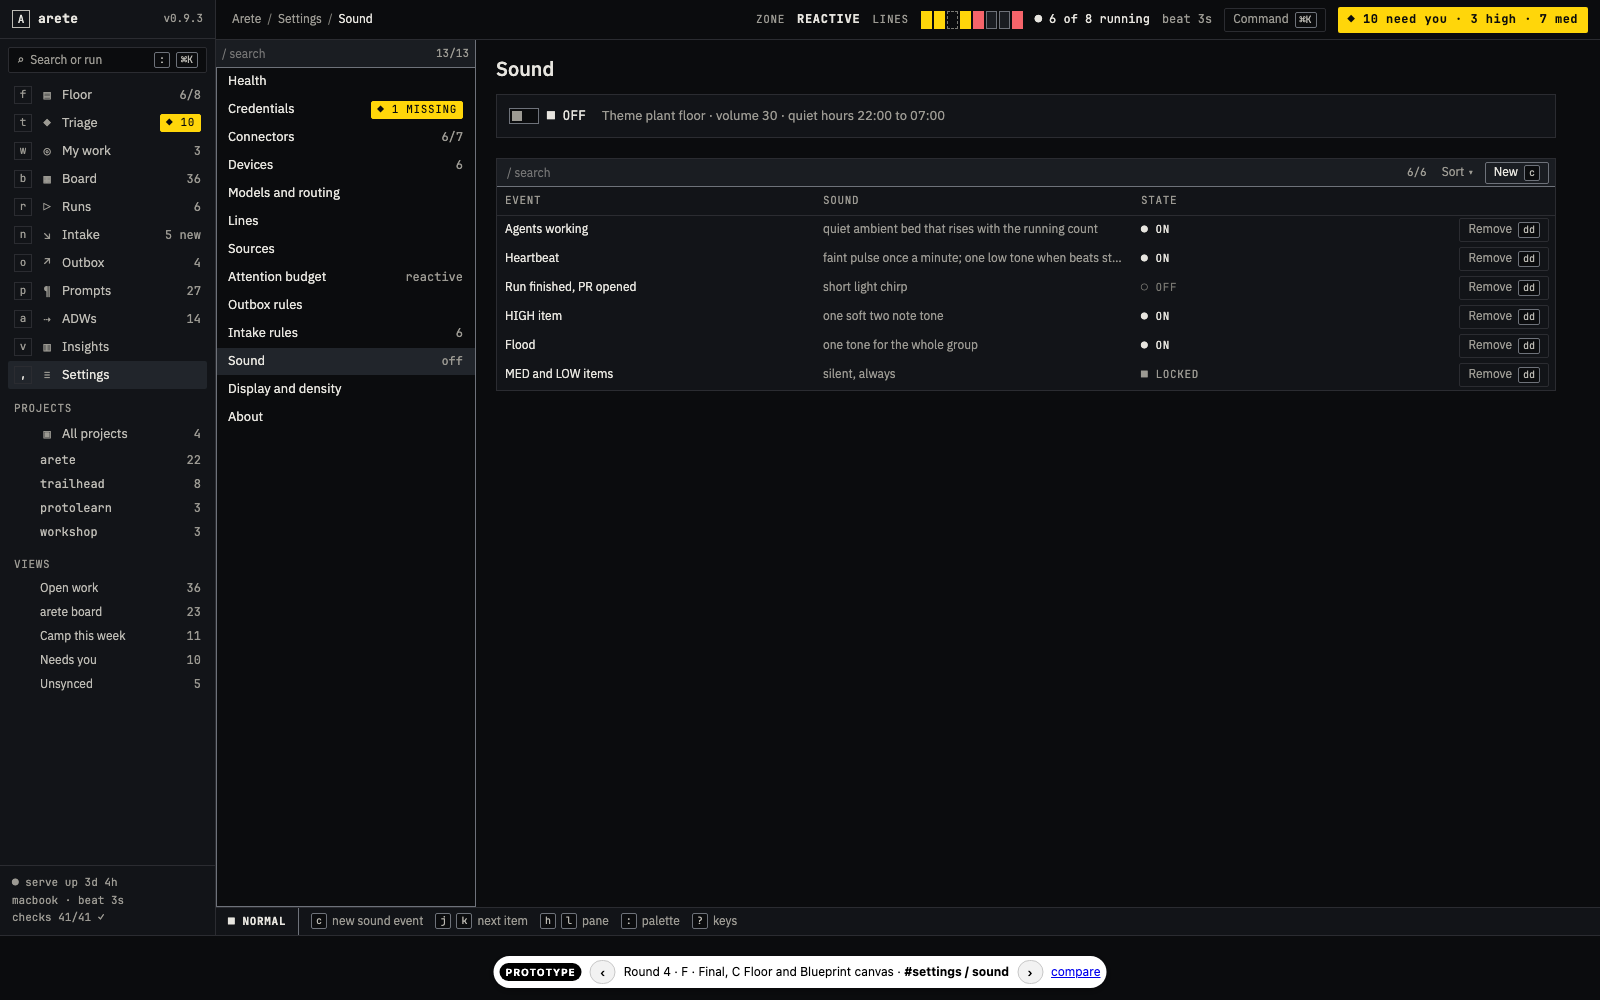 A arete v0.9.3
Search or run : ⌘K
f Floor 6/8
t Triage ◆ 10
w My work 3
b Board 36
r Runs 6
n Intake 5 new
o Outbox 4
p Prompts 27
a ADWs 14
v Insights
, Settings
PROJECTS
All projects 4
arete 22
trailhead 8
protolearn 3
workshop 3
VIEWS
Open work 36
arete board 23
Camp this week 11
Needs you 10
Unsynced 5
serve up 3d 4h
macbook · beat 3s
checks 41/41 ✓
Arete / Settings / Sound
ZONE REACTIVE LINES 6 of 8 running beat 3s Command ⌘K ◆ 10 need you · 3 high · 7 med
/ search 13/13
Health
Credentials ◆ 1 MISSING
Connectors 6/7
Devices 6
Models and routing
Lines
Sources
Attention budget reactive
Outbox rules
Intake rules 6
Sound off
Display and density
About
Sound
OFF Theme plant floor · volume 30 · quiet hours 22:00 to 07:00
/ search 6/6 Sort ▾ New c
EVENT SOUND STATE
Agents working quiet ambient bed that rises with the running count ON Remove dd
Heartbeat faint pulse once a minute; one low tone when beats st… ON Remove dd
Run finished, PR opened short light chirp OFF Remove dd
HIGH item one soft two note tone ON Remove dd
Flood one tone for the whole group ON Remove dd
MED and LOW items silent, always LOCKED Remove dd
NORMAL c new sound event j k next item h l pane : palette ? keys
PROTOTYPE ‹ Round 4 · F · Final, C Floor and Blueprint canvas · #settings / sound › compare